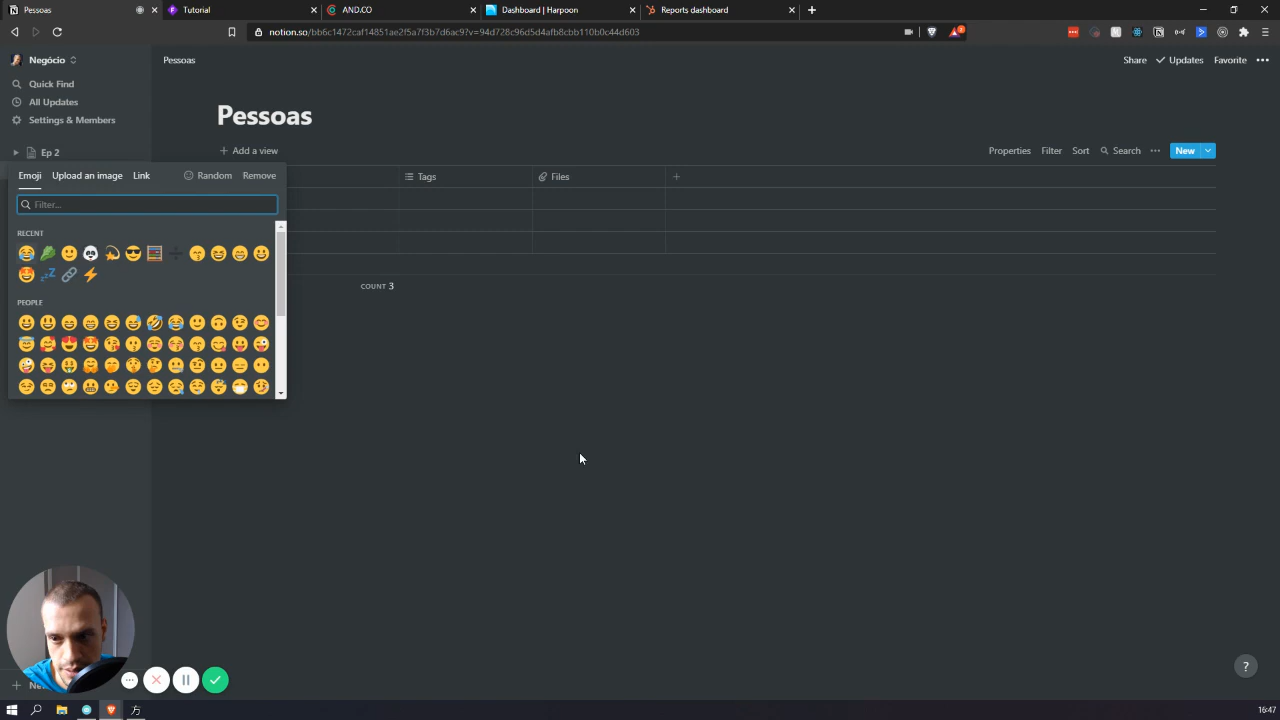 Pessoas
Tutorial
AND.CO
Dashboard | Harpoon
Reports dashboard
notion.so/bb6c1472caf14851ae2f5a7f3b7d6ac9?v=94d728c96d5d4afb8cbb110b0c44d603
Negócio
Pessoas
Share
Updates
Favorite
Quick Find
All Updates
Settings & Members
Pessoas
Ep 2
Add a view
Properties
Filter
Sort
Search
New
Emoji
Upload an image
Link
Random
Remove
Tags
Files
Filter...
RECENT
COUNT 3
PEOPLE
?
16:47